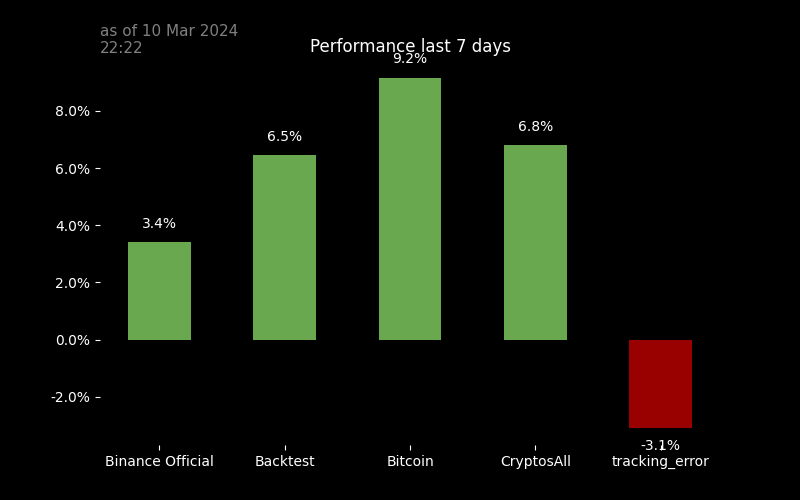 as of 10 Mar 2024
22:22
Performance last 7 days
9.2%
8.0%
6.8%
6.5%
6.0%
4.0%
3.4%
2.0%
0.0%
-2.0%
-3.1%
Binance Official
Backtest
Bitcoin
CryptosAll
tracking_error